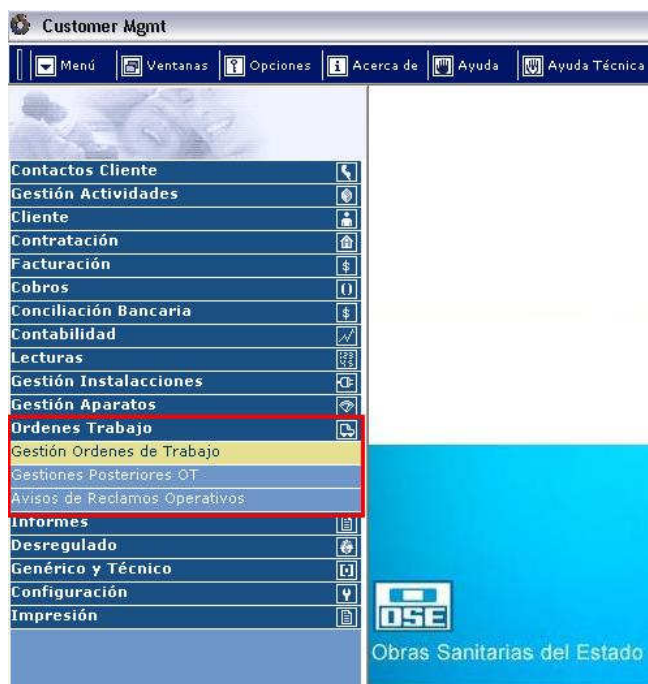 Customer Mgmt
Menú Ventanas Opciones Acerca de Ayuda Ayuda Técnica
Contactos Cliente
Gestión Actividades
Cliente
Contratación
Facturación
Cobros
Conciliación Bancaria
Contabilidad
Lecturas
Gestión Instalacciones
Gestión Aparatos
Ordenes Trabajo
Gestión Ordenes de Trabajo
Gestiones Posteriores OT
Avisos de Reclamos Operativos
Informes
Desregulado
Genérico y Técnico
Configuración
Impresión
OSE
Obras Sanitarias del Estado